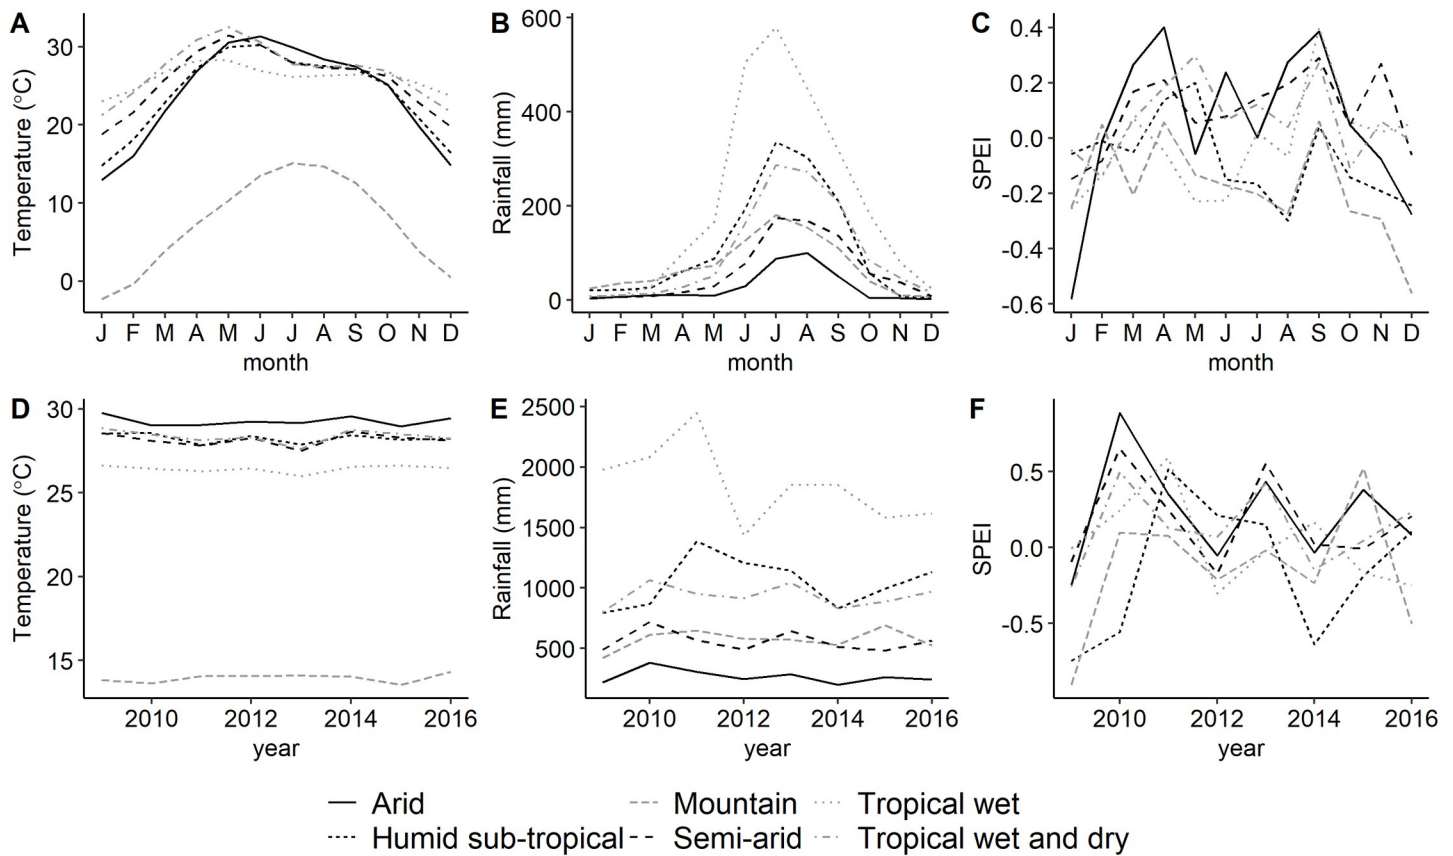 A
Temperature (°C)
30
20
10
0
J F M A M J J A S O N D
month
B
Rainfall (mm)
600
400
200
0
J F M A M J J A S O N D
month
C
SPEI
0.4
0.2
0.0
-0.2
-0.4
-0.6
J F M A M J J A S O N D
month
D
Temperature (°C)
30
25
20
15
2010 2012 2014 2016
year
E
Rainfall (mm)
2500
2000
1500
1000
500
2010 2012 2014 2016
year
F
SPEI
0.5
0.0
-0.5
2010 2012 2014 2016
year
Arid Mountain Tropical wet
Humid sub-tropical Semi-arid Tropical wet and dry